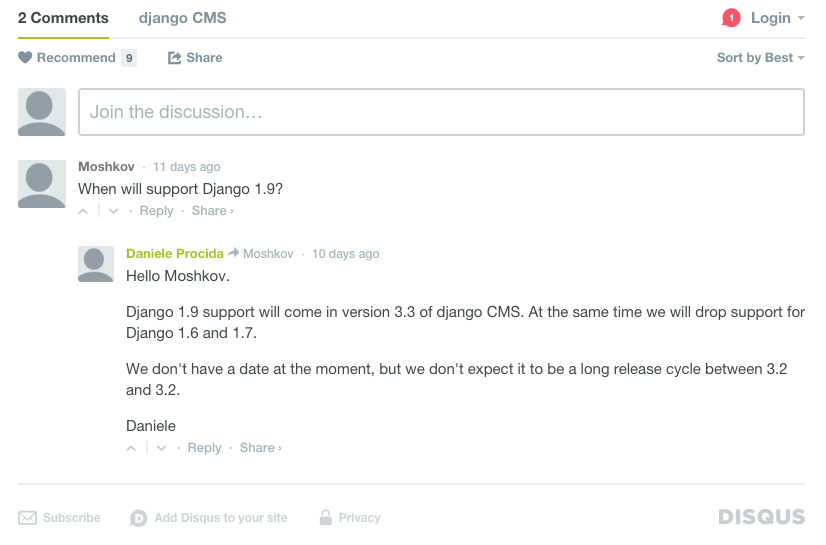 2 Comments django CMS 1 Login
Recommend 9 Share Sort by Best
Join the discussion…
Moshkov · 11 days ago
When will support Django 1.9?
· Reply · Share ›
Daniele Procida Moshkov · 10 days ago
Hello Moshkov.
Django 1.9 support will come in version 3.3 of django CMS. At the same time we will drop support for
Django 1.6 and 1.7.
We don't have a date at the moment, but we don't expect it to be a long release cycle between 3.2
and 3.2.
Daniele
· Reply · Share ›
Subscribe D Add Disqus to your site Privacy DISQUS